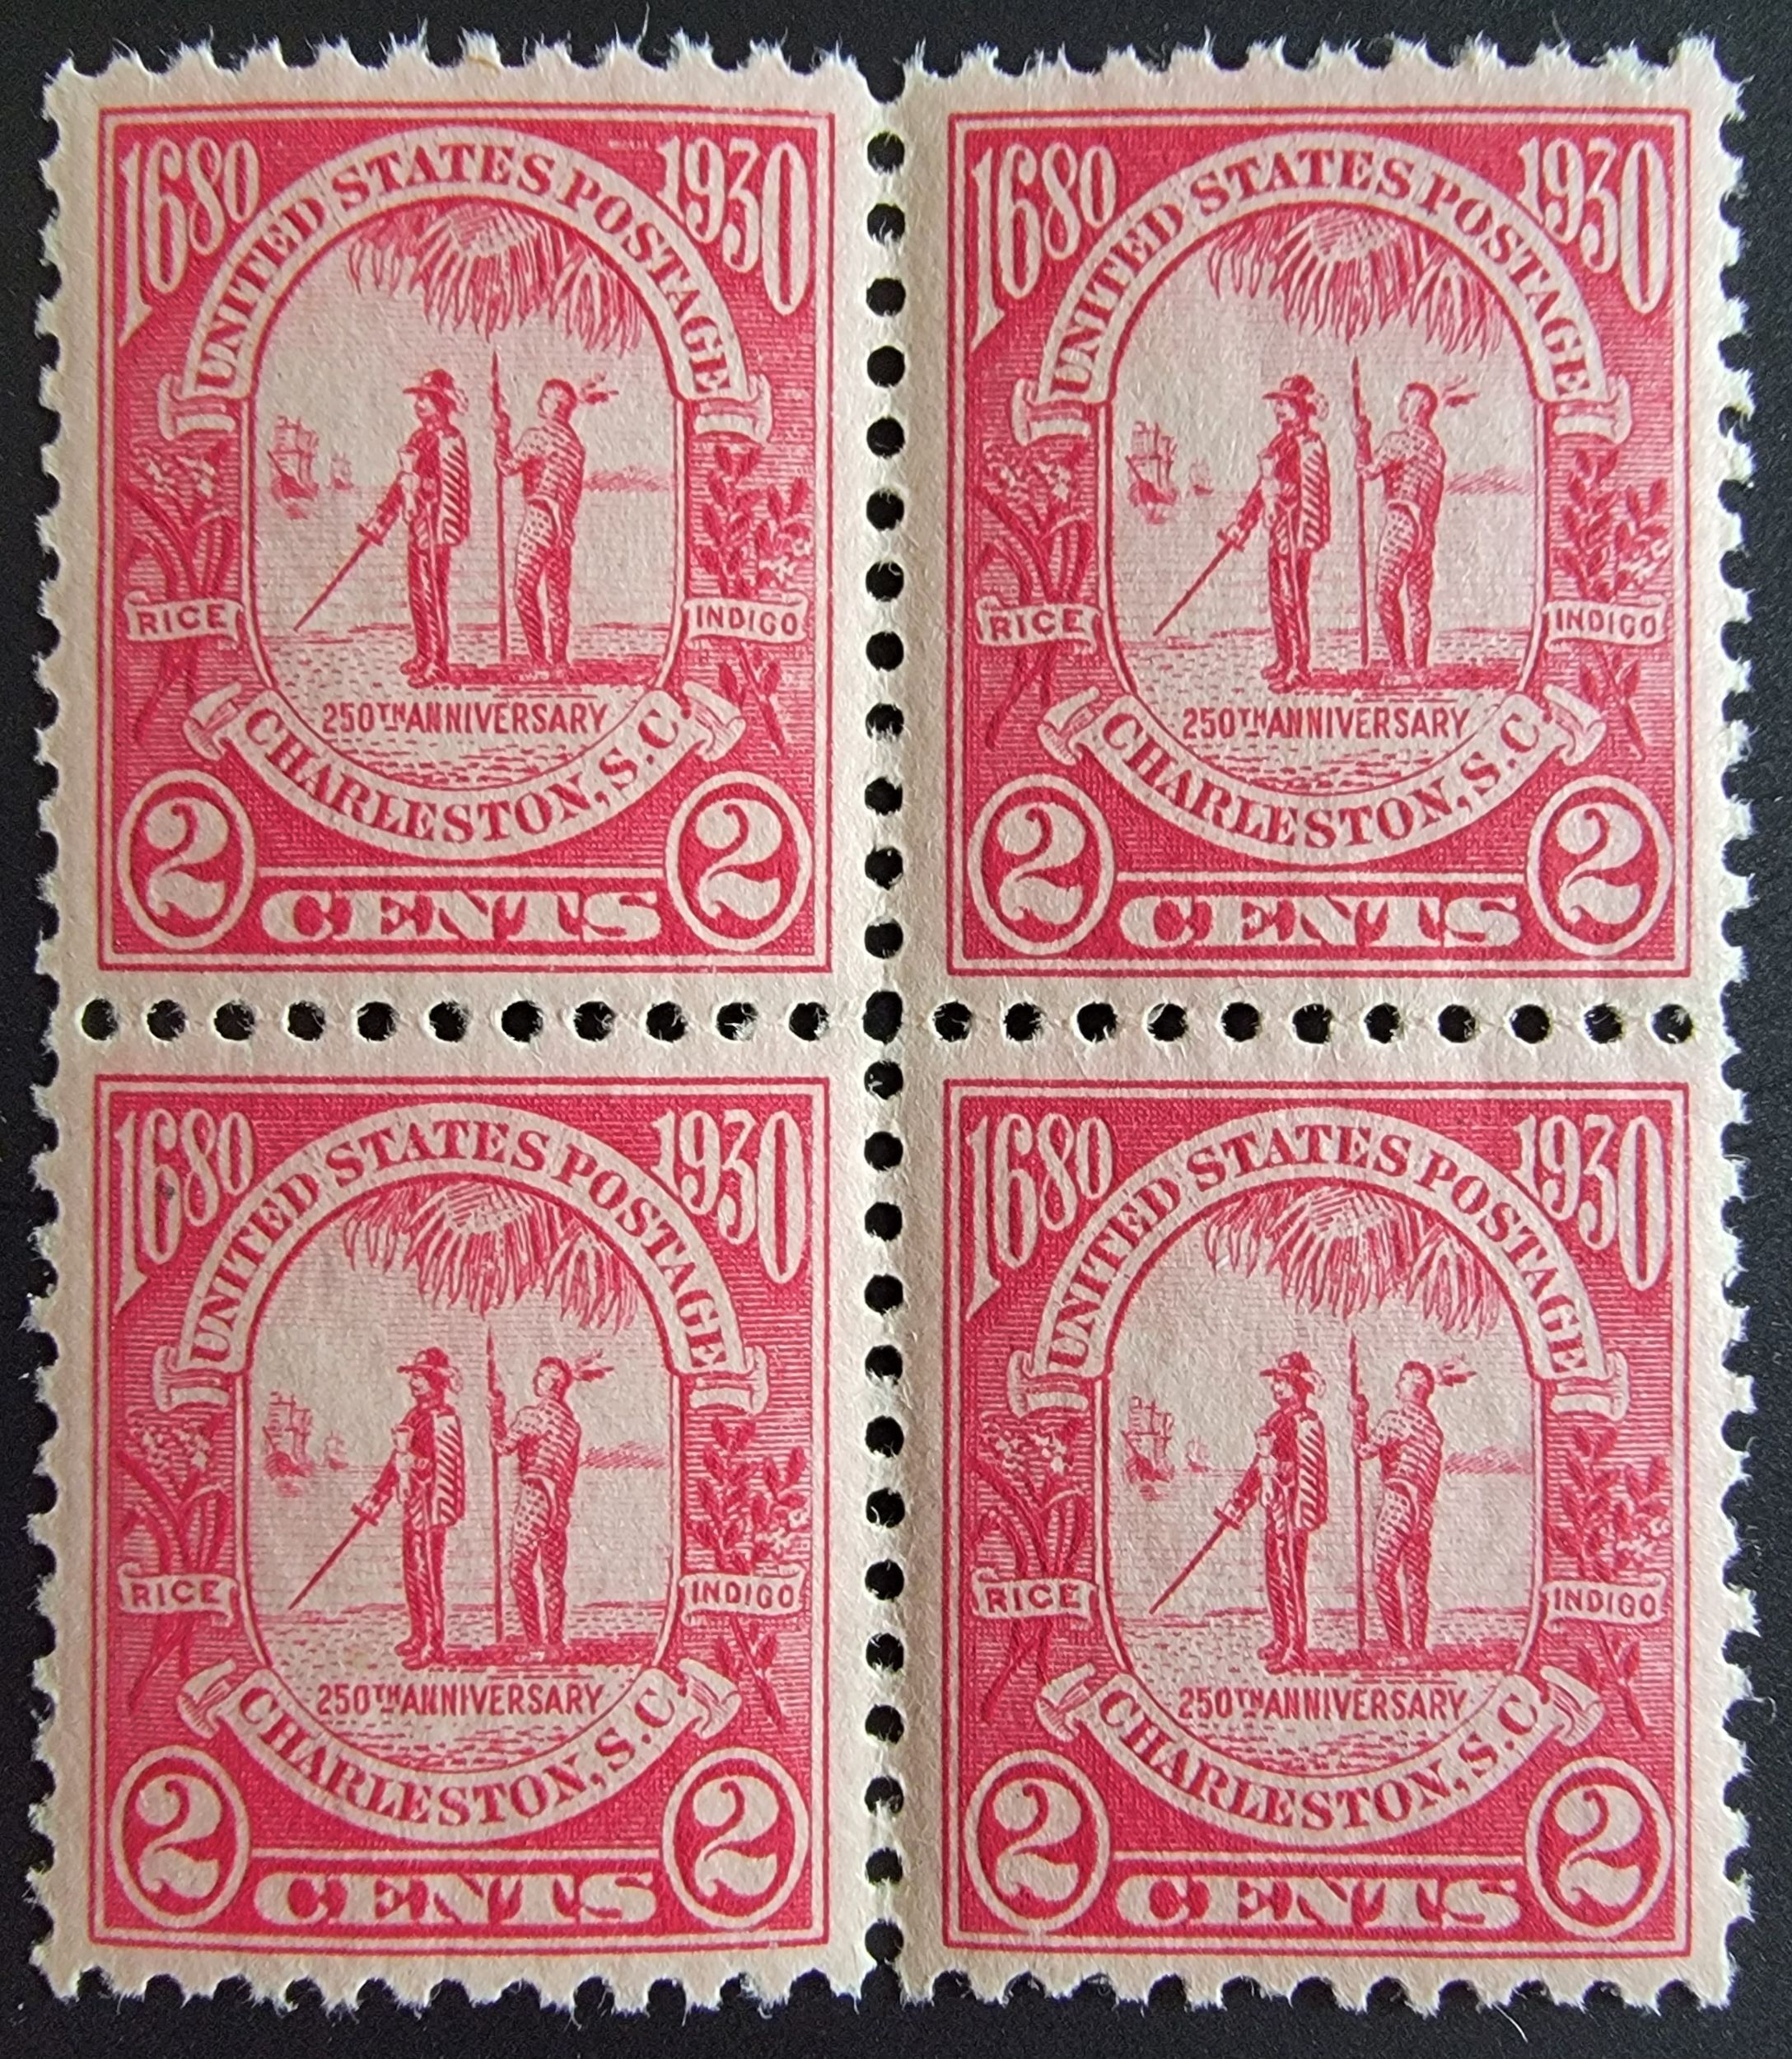 1680 1930
UNITED STATES POSTAGE
RICE INDIGO
250TH ANNIVERSARY
CHARLESTON, S.C.
2 CENTS 2
1680 1930
UNITED STATES POSTAGE
RICE INDIGO
250TH ANNIVERSARY
CHARLESTON, S.C.
2 CENTS 2
1680 1930
UNITED STATES POSTAGE
RICE INDIGO
250TH ANNIVERSARY
CHARLESTON, S.C.
2 CENTS 2
1680 1930
UNITED STATES POSTAGE
RICE INDIGO
250TH ANNIVERSARY
CHARLESTON, S.C.
2 CENTS 2